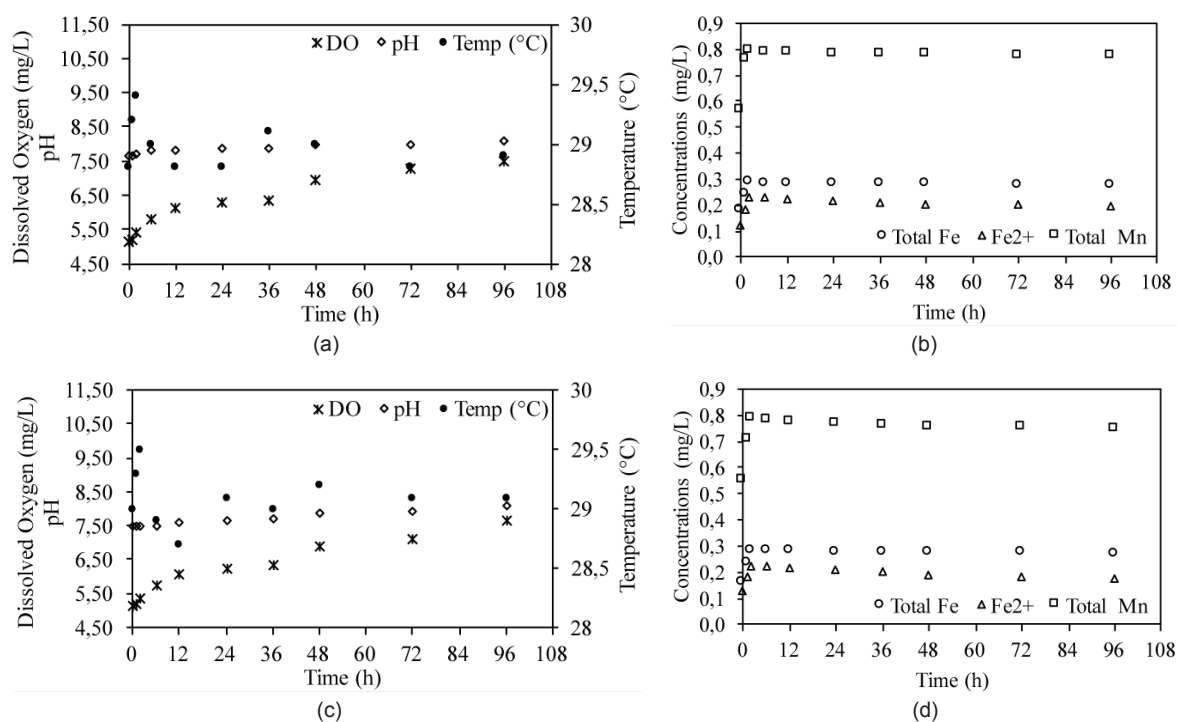 11,50
10,50
9,50
8,50
7,50
6,50
5,50
4,50
Dissolved Oxygen (mg/L)
pH
DO pH Temp (°C)
30
29,5
29
28,5
28
Temperature (°C)
0 12 24 36 48 60 72 84 96 108
Time (h)
(a)
0,9
0,8
0,7
0,6
0,5
0,4
0,3
0,2
0,1
0,0
Concentrations (mg/L)
Total Fe Fe2+ Total Mn
0 12 24 36 48 60 72 84 96 108
Time (h)
(b)
11,50
10,50
9,50
8,50
7,50
6,50
5,50
4,50
Dissolved Oxygen (mg/L)
pH
DO pH Temp (°C)
30
29,5
29
28,5
28
Temperature (°C)
0 12 24 36 48 60 72 84 96 108
Time (h)
(c)
0,9
0,8
0,7
0,6
0,5
0,4
0,3
0,2
0,1
0,0
Concentrations (mg/L)
Total Fe Fe2+ Total Mn
0 12 24 36 48 60 72 84 96 108
Time (h)
(d)